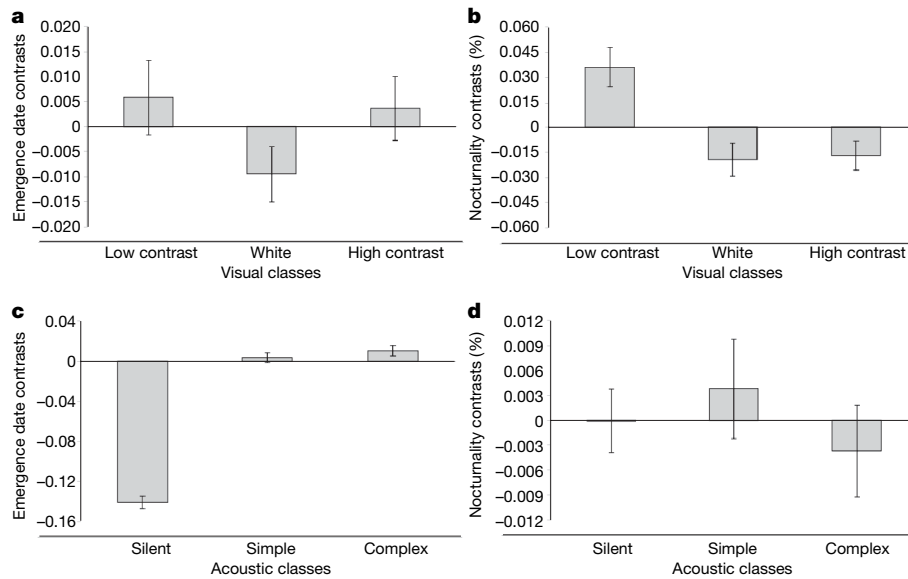 a
Emergence date contrasts
0.020
0.015
0.010
0.005
0
–0.005
–0.010
–0.015
–0.020
Low contrast White High contrast
Visual classes
b
Nocturnality contrasts (%)
0.060
0.045
0.030
0.015
0
–0.015
–0.030
–0.045
–0.060
Low contrast White High contrast
Visual classes
c
Emergence date contrasts
0.04
0
–0.04
–0.08
–0.12
–0.16
Silent Simple Complex
Acoustic classes
d
Nocturnality contrasts (%)
0.012
0.009
0.006
0.003
0
–0.003
–0.006
–0.009
–0.012
Silent Simple Complex
Acoustic classes